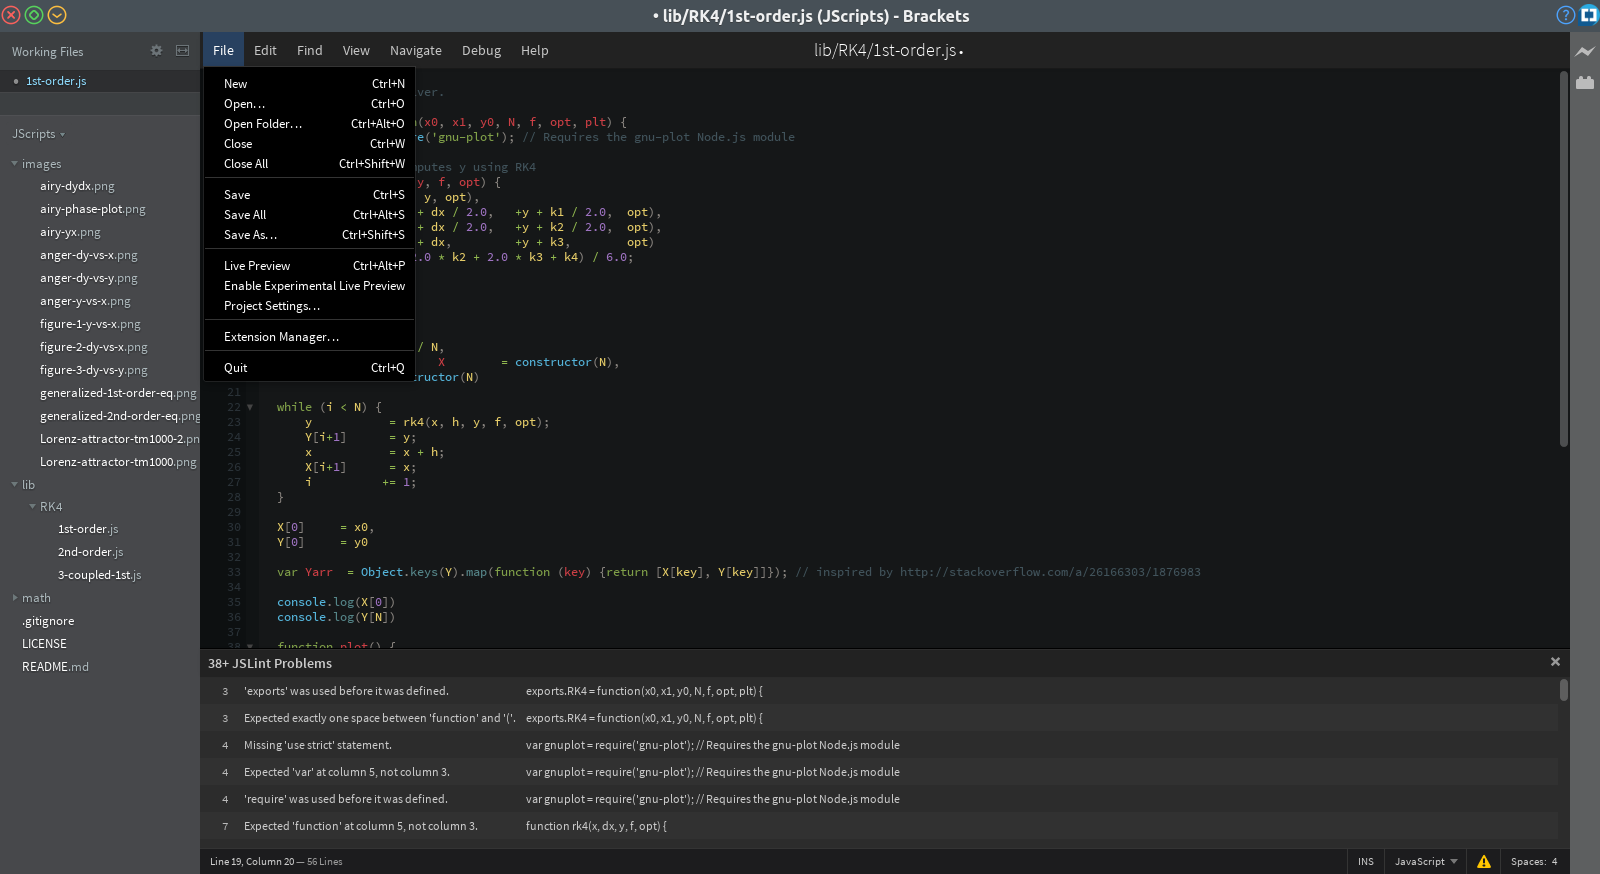 • lib/RK4/1st-order.js (JScripts) - Brackets
Working Files
• 1st-order.js
JScripts
images
airy-dydx.png
airy-phase-plot.png
airy-yx.png
anger-dy-vs-x.png
anger-dy-vs-y.png
anger-y-vs-x.png
figure-1-y-vs-x.png
figure-2-dy-vs-x.png
figure-3-dy-vs-y.png
generalized-1st-order-eq.png
generalized-2nd-order-eq.png
Lorenz-attractor-tm1000-2.pn
Lorenz-attractor-tm1000.png
lib
RK4
1st-order.js
2nd-order.js
3-coupled-1st.js
math
.gitignore
LICENSE
README.md
File Edit Find View Navigate Debug Help
lib/RK4/1st-order.js •
New Ctrl+N
Open... Ctrl+O
Open Folder... Ctrl+Alt+O
Close Ctrl+W
Close All Ctrl+Shift+W
Save Ctrl+S
Save All Ctrl+Alt+S
Save As... Ctrl+Shift+S
Live Preview Ctrl+Alt+P
Enable Experimental Live Preview
Project Settings...
Extension Manager...
Quit Ctrl+Q
lver.
(x0, x1, y0, N, f, opt, plt) {
re('gnu-plot'); // Requires the gnu-plot Node.js module
mputes y using RK4
y, f, opt) {
y, opt),
+ dx / 2.0,   +y + k1 / 2.0,  opt),
+ dx / 2.0,   +y + k2 / 2.0,  opt),
+ dx,         +y + k3,        opt)
.0 * k2 + 2.0 * k3 + k4) / 6.0;
/ N,
X        = constructor(N),
ructor(N)
21
22 while (i < N) {
23 y           = rk4(x, h, y, f, opt);
24 Y[i+1]      = y;
25 x           = x + h;
26 X[i+1]      = x;
27 i          += 1;
28 }
29
30 X[0]     = x0,
31 Y[0]     = y0
32
33 var Yarr  = Object.keys(Y).map(function (key) {return [X[key], Y[key]]}); // inspired by http://stackoverflow.com/a/26166303/1876983
34
35 console.log(X[0])
36 console.log(Y[N])
37
38 function plot() {
38+ JSLint Problems
3 'exports' was used before it was defined. exports.RK4 = function(x0, x1, y0, N, f, opt, plt) {
3 Expected exactly one space between 'function' and '('. exports.RK4 = function(x0, x1, y0, N, f, opt, plt) {
4 Missing 'use strict' statement. var gnuplot = require('gnu-plot'); // Requires the gnu-plot Node.js module
4 Expected 'var' at column 5, not column 3. var gnuplot = require('gnu-plot'); // Requires the gnu-plot Node.js module
4 'require' was used before it was defined. var gnuplot = require('gnu-plot'); // Requires the gnu-plot Node.js module
7 Expected 'function' at column 5, not column 3. function rk4(x, dx, y, f, opt) {
Line 19, Column 20 — 56 Lines
INS JavaScript Spaces: 4